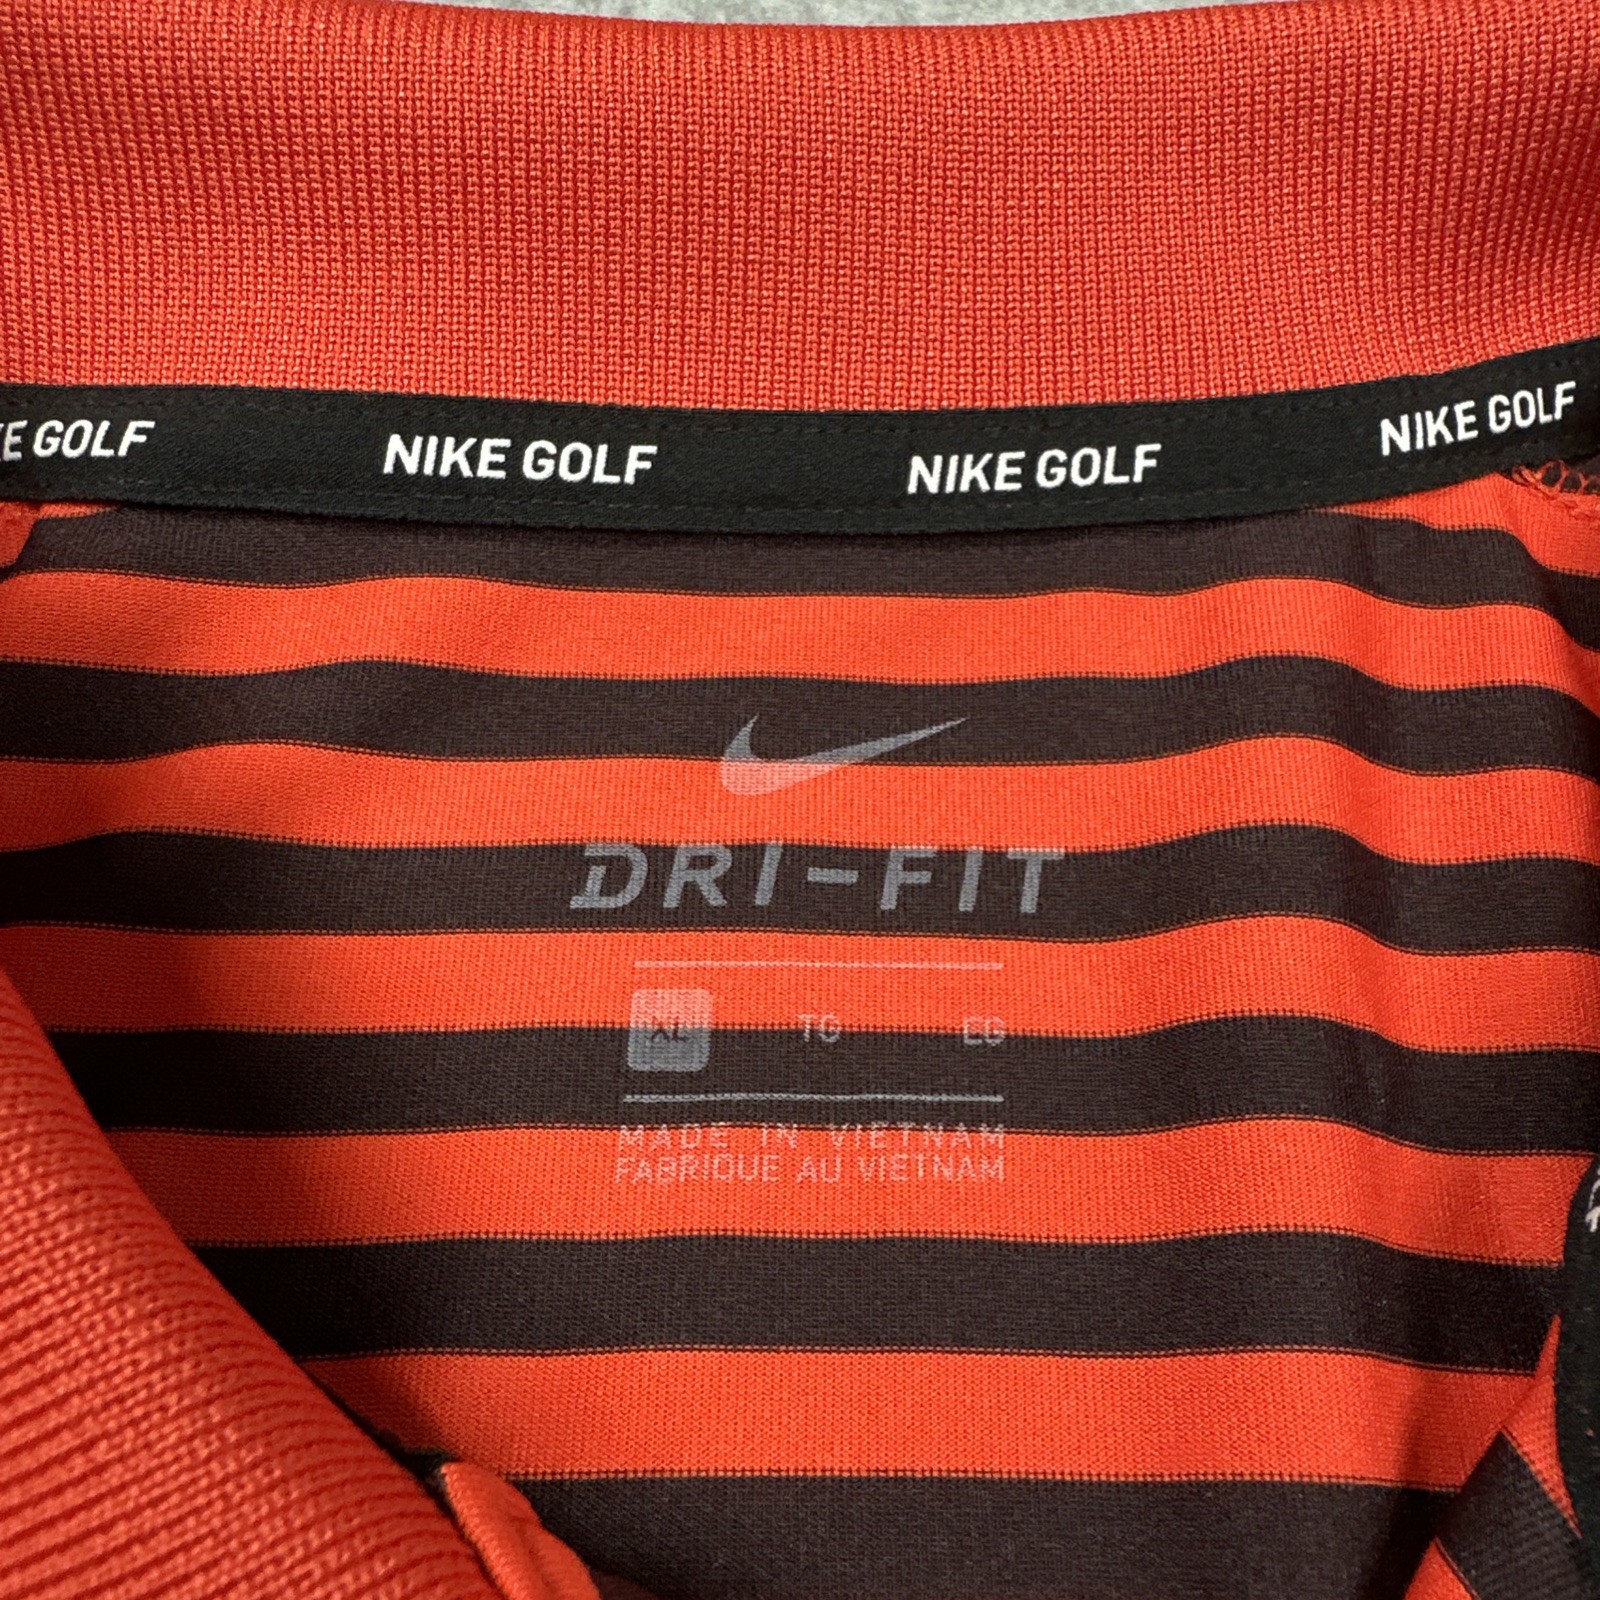 E GOLF NIKE GOLF NIKE GOLF NIKE GOLF
DRI-FIT
XL TG EG
MADE IN VIETNAM
FABRIQUE AU VIETNAM